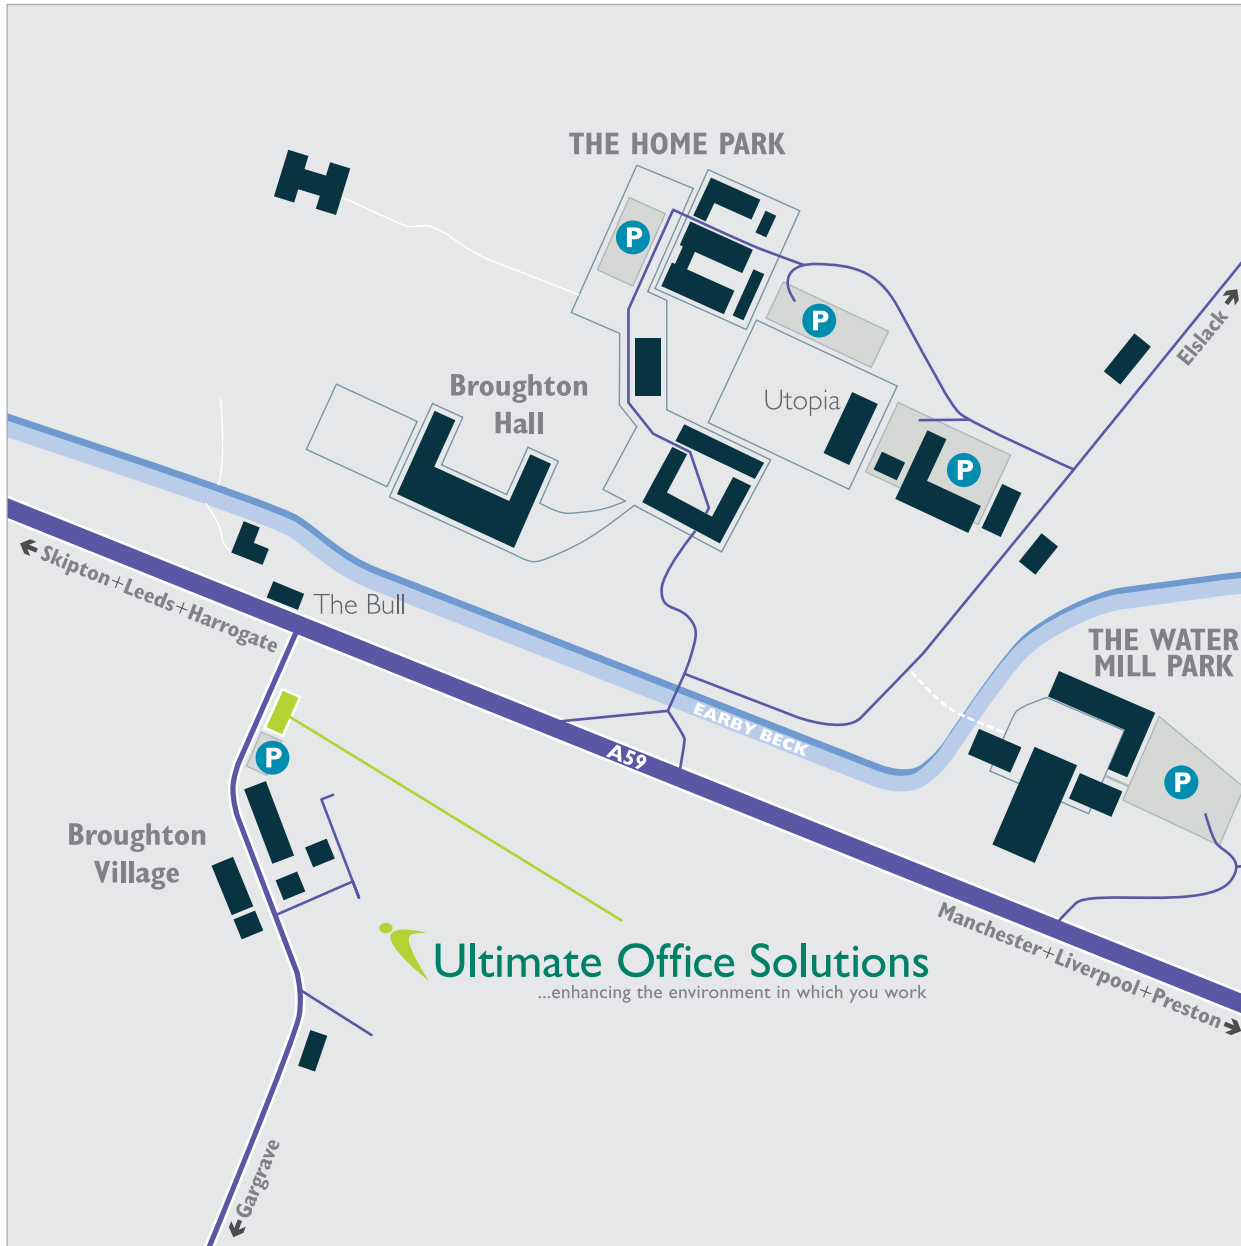 THE HOME PARK
P
P
Elslack
Broughton
Hall
Utopia
P
Skipton+Leeds+Harrogate
The Bull
THE WATER
MILL PARK
EARBY BECK
A59
P
P
Broughton
Village
Manchester+Liverpool+Preston
Ultimate Office Solutions
...enhancing the environment in which you work
Gargrave